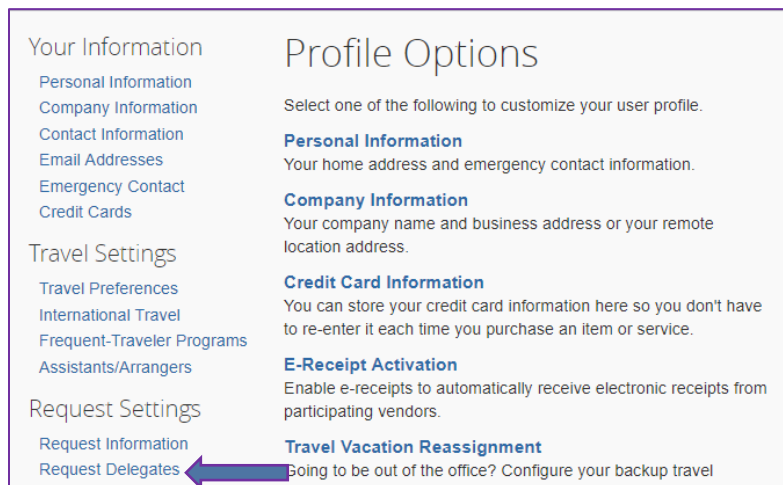 Your Information
Personal Information
Company Information
Contact Information
Email Addresses
Emergency Contact
Credit Cards
Travel Settings
Travel Preferences
International Travel
Frequent-Traveler Programs
Assistants/Arrangers
Request Settings
Request Information
Request Delegates
Profile Options
Select one of the following to customize your user profile.
Personal Information
Your home address and emergency contact information.
Company Information
Your company name and business address or your remote
location address.
Credit Card Information
You can store your credit card information here so you don't have
to re-enter it each time you purchase an item or service.
E-Receipt Activation
Enable e-receipts to automatically receive electronic receipts from
participating vendors.
Travel Vacation Reassignment
Going to be out of the office? Configure your backup travel